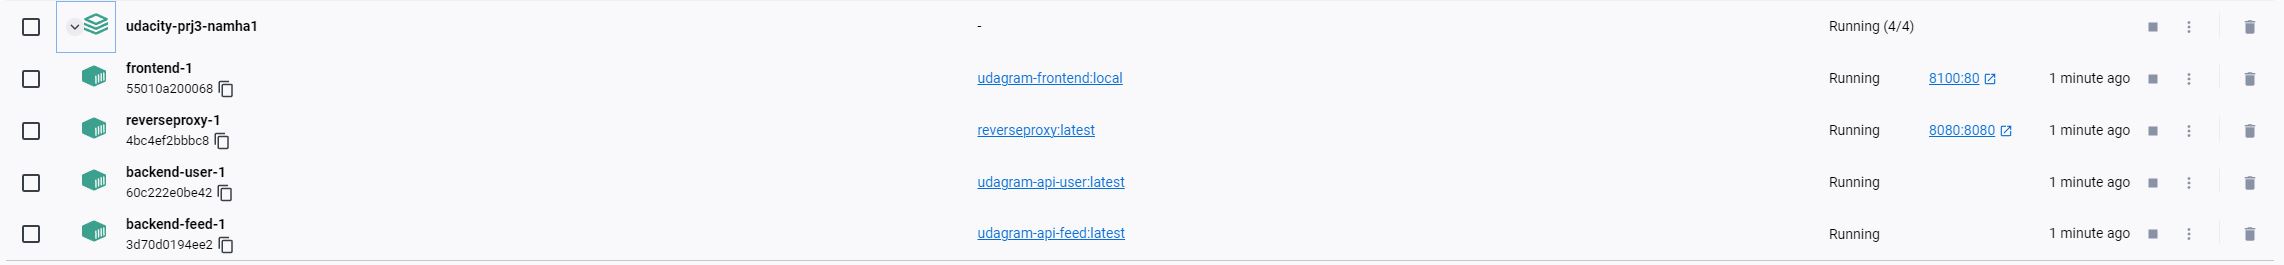 udacity-prj3-namha1 - Running (4/4)
frontend-1
55010a200068 udagram-frontend:local Running 8100:80 1 minute ago
reverseproxy-1
4bc4ef2bbbc8 reverseproxy:latest Running 8080:8080 1 minute ago
backend-user-1
60c222e0be42 udagram-api-user:latest Running 1 minute ago
backend-feed-1
3d70d0194ee2 udagram-api-feed:latest Running 1 minute ago